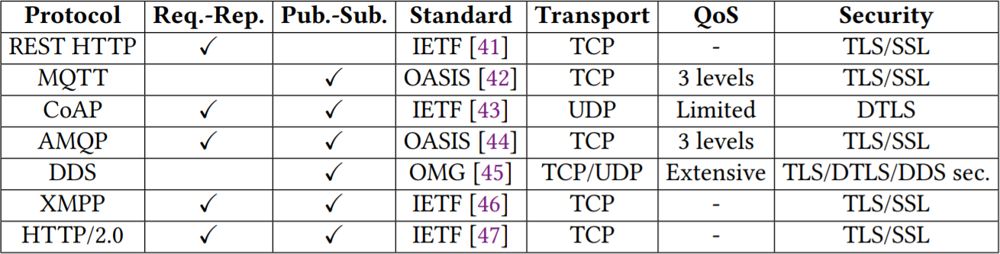 Protocol Req.-Rep. Pub.-Sub. Standard Transport QoS Security
REST HTTP ✓ IETF [41] TCP - TLS/SSL
MQTT ✓ OASIS [42] TCP 3 levels TLS/SSL
CoAP ✓ ✓ IETF [43] UDP Limited DTLS
AMQP ✓ ✓ OASIS [44] TCP 3 levels TLS/SSL
DDS ✓ OMG [45] TCP/UDP Extensive TLS/DTLS/DDS sec.
XMPP ✓ ✓ IETF [46] TCP - TLS/SSL
HTTP/2.0 ✓ ✓ IETF [47] TCP - TLS/SSL